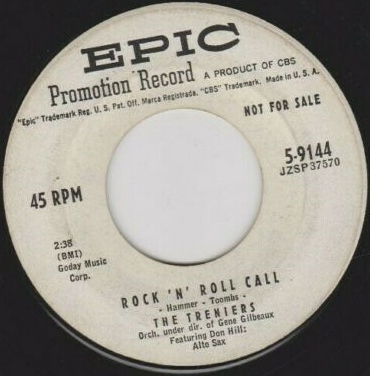 EPIC
Promotion Record A PRODUCT OF CBS
"Epic" Trademark Reg. U. S. Pat. Off. Marca Registrada. "CBS" Trademark. Made in U. S. A.
NOT FOR SALE
45 RPM
5-9144
JZSP 37570
2:38
(BMI)
Goday Music
Corp.
ROCK 'N' ROLL CALL
- Hammer - Toombs -
THE TRENIERS
Orch. under dir. of Gene Gilbeaux
Featuring Don Hill:
Alto Sax